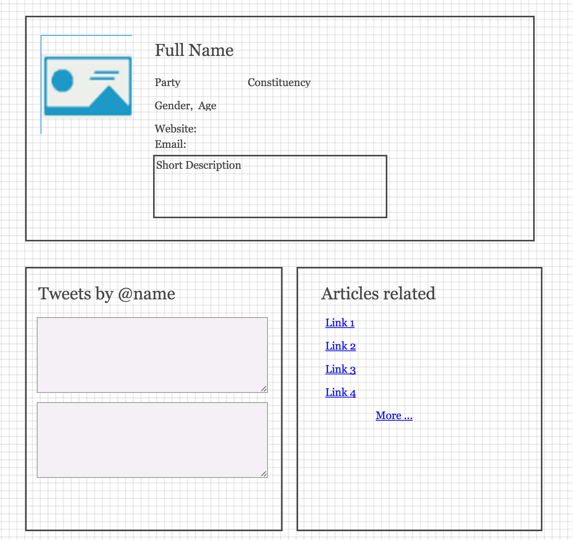 Full Name
Party Constituency
Gender, Age
Website:
Email:
Short Description
Tweets by @name
Articles related
Link 1
Link 2
Link 3
Link 4
More ...